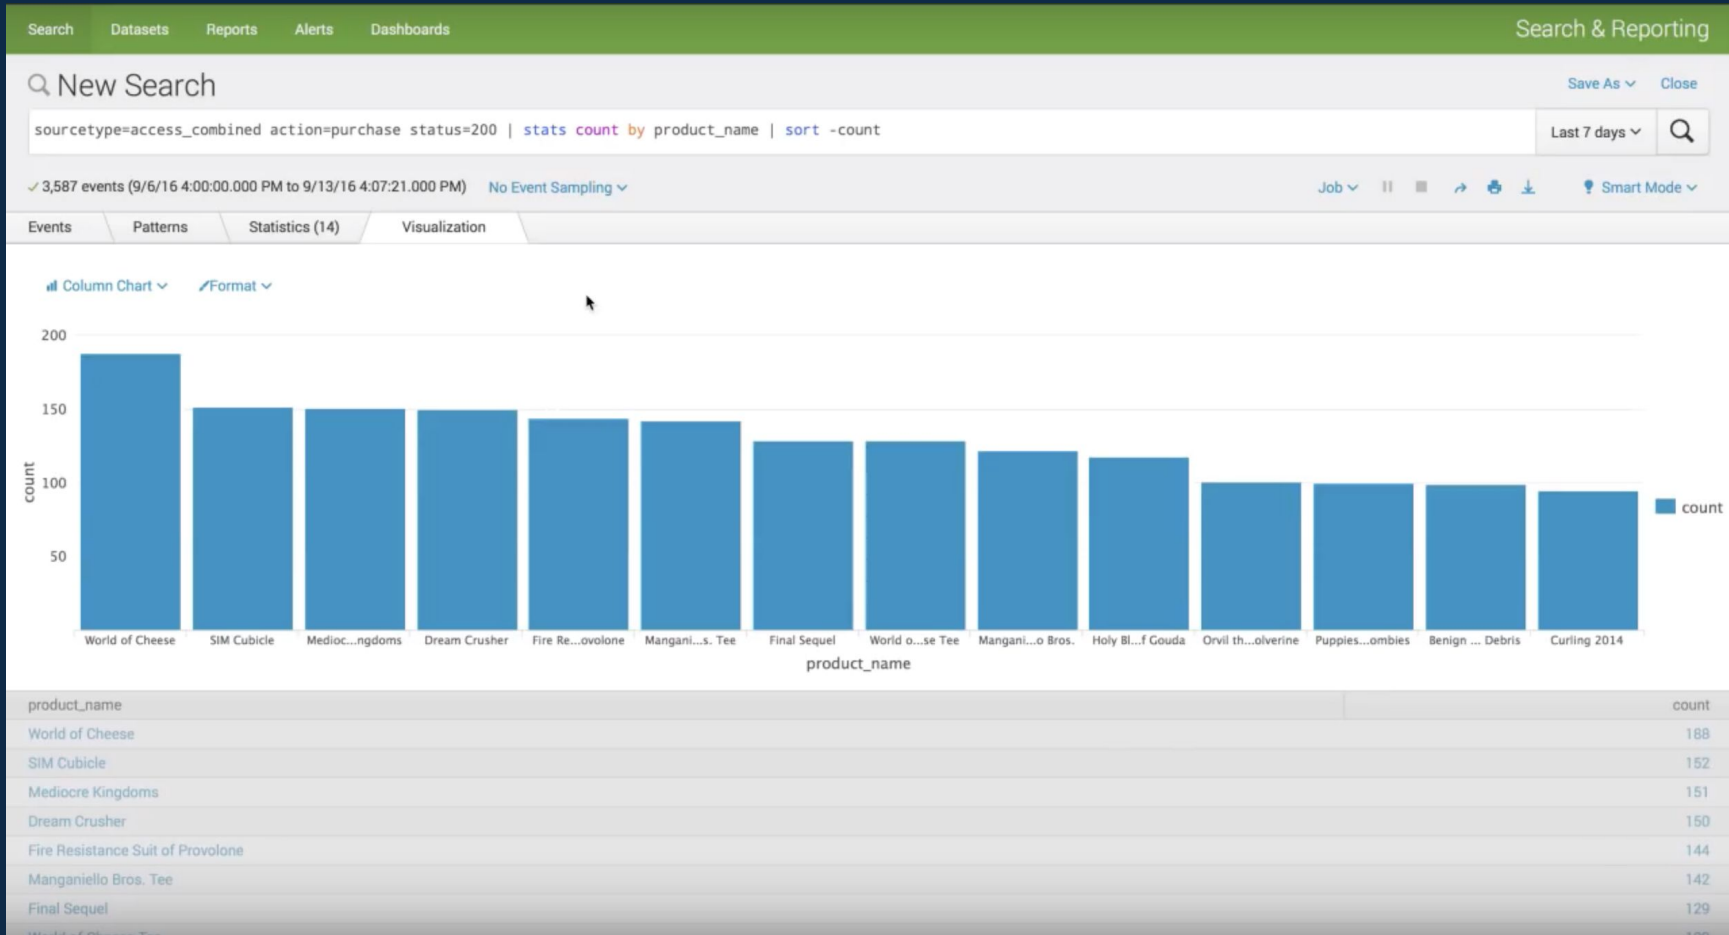 Search Datasets Reports Alerts Dashboards Search & Reporting
New Search Save As Close
sourcetype=access_combined action=purchase status=200 | stats count by product_name | sort -count Last 7 days
3,587 events (9/6/16 4:00:00.000 PM to 9/13/16 4:07:21.000 PM) No Event Sampling Job Smart Mode
Events Patterns Statistics (14) Visualization
Column Chart Format
200
150
100
50
count
World of Cheese SIM Cubicle Medioc...ngdoms Dream Crusher Fire Re...ovolone Mangani...s. Tee Final Sequel World o...se Tee Mangani...o Bros. Holy Bl...f Gouda Orvil th...olverine Puppies...ombies Benign ... Debris Curling 2014
product_name
count
product_name count
World of Cheese 188
SIM Cubicle 152
Mediocre Kingdoms 151
Dream Crusher 150
Fire Resistance Suit of Provolone 144
Manganiello Bros. Tee 142
Final Sequel 129